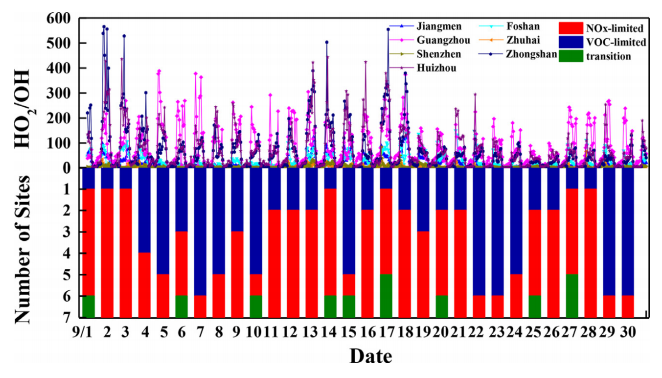 Jiangmen
Guangzhou
Shenzhen
Huizhou
Foshan
Zhuhai
Zhongshan
NOx-limited
VOC-limited
transition
HO2/OH
600
500
400
300
200
100
0
Number of Sites
1
2
3
4
5
6
7
9/1 2 3 4 5 6 7 8 9 10 11 12 13 14 15 16 17 18 19 20 21 22 23 24 25 26 27 28 29 30
Date